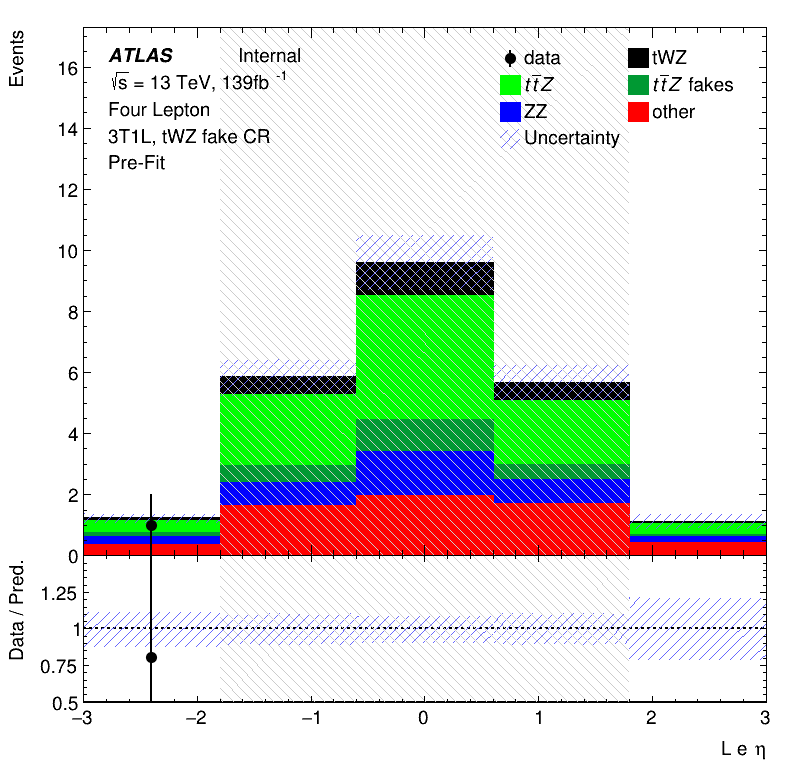 Events
16
14
12
10
8
6
4
2
0
ATLAS Internal
√s = 13 TeV, 139fb⁻¹
Four Lepton
3T1L, tWZ fake CR
Pre-Fit
data
tWZ
tt̄Z
tt̄Z fakes
ZZ
other
Uncertainty
Data / Pred.
1.25
1
0.75
0.5
−3 −2 −1 0 1 2 3
L e η